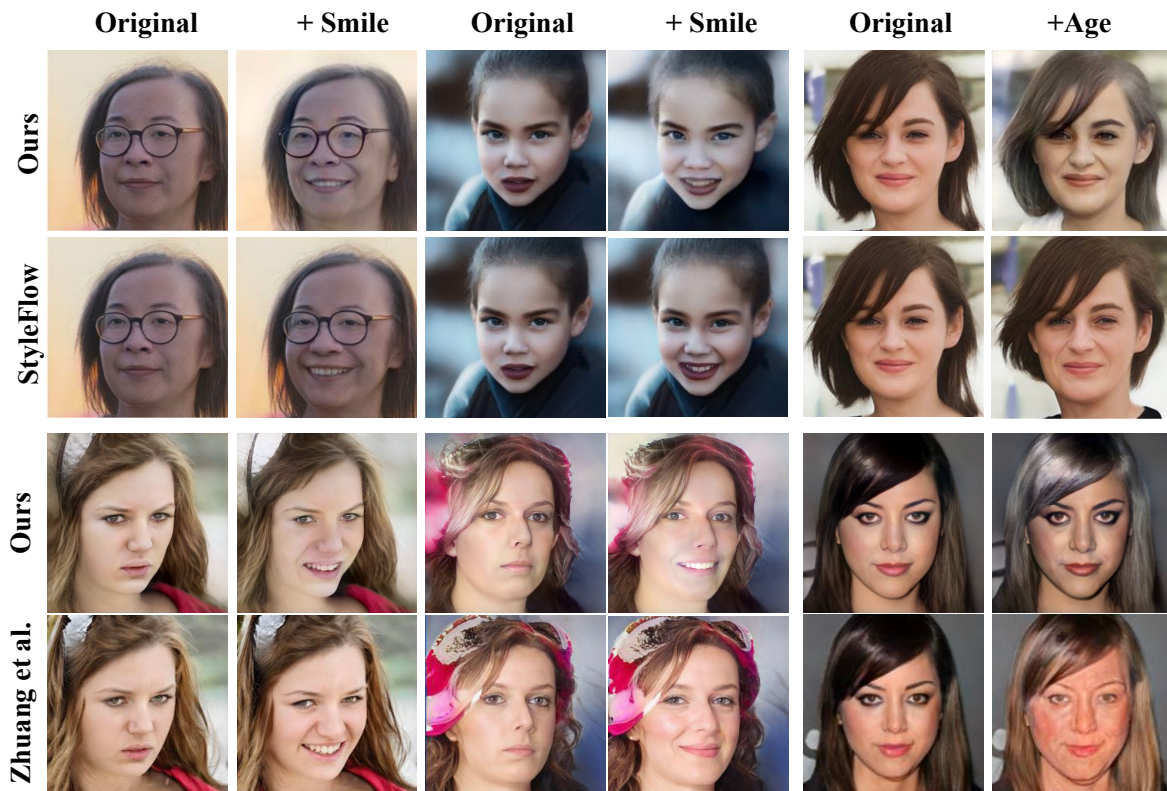 Original + Smile Original + Smile Original +Age
Ours
StyleFlow
Ours
Zhuang et al.